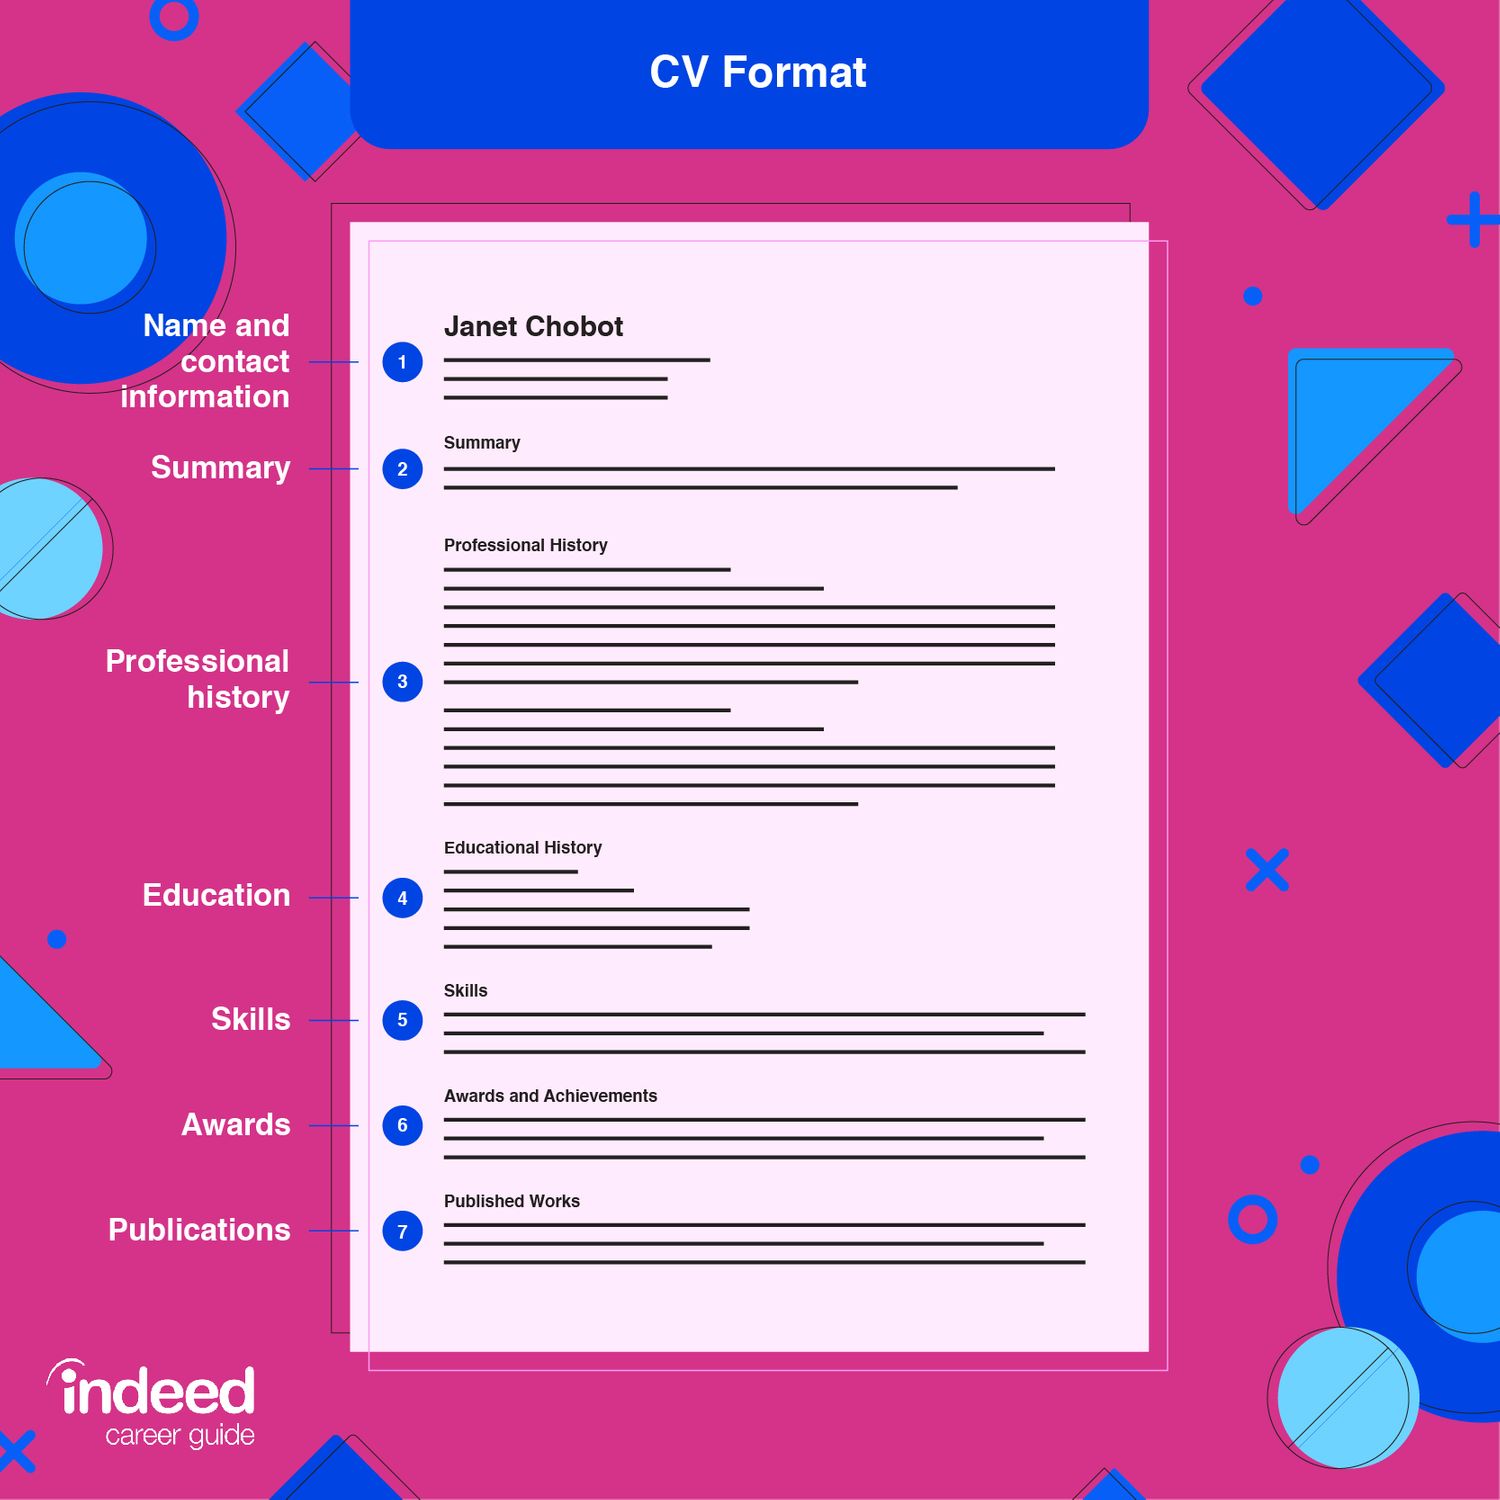 CV Format
Name and
contact
information
1
Janet Chobot
Summary
2
Summary
Professional
history
3
Professional History
Education
4
Educational History
Skills
5
Skills
Awards
6
Awards and Achievements
Publications
7
Published Works
indeed
career guide